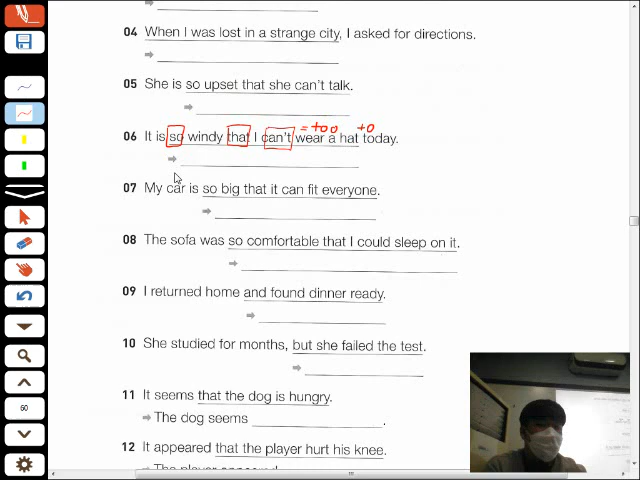 04 When I was lost in a strange city, I asked for directions.
05 She is so upset that she can't talk.
= too +o
06 It is so windy that I can't wear a hat today.
07 My car is so big that it can fit everyone.
08 The sofa was so comfortable that I could sleep on it.
09 I returned home and found dinner ready.
10 She studied for months, but she failed the test.
11 It seems that the dog is hungry.
The dog seems
.
12 It appeared that the player hurt his knee.
The player appeared
60